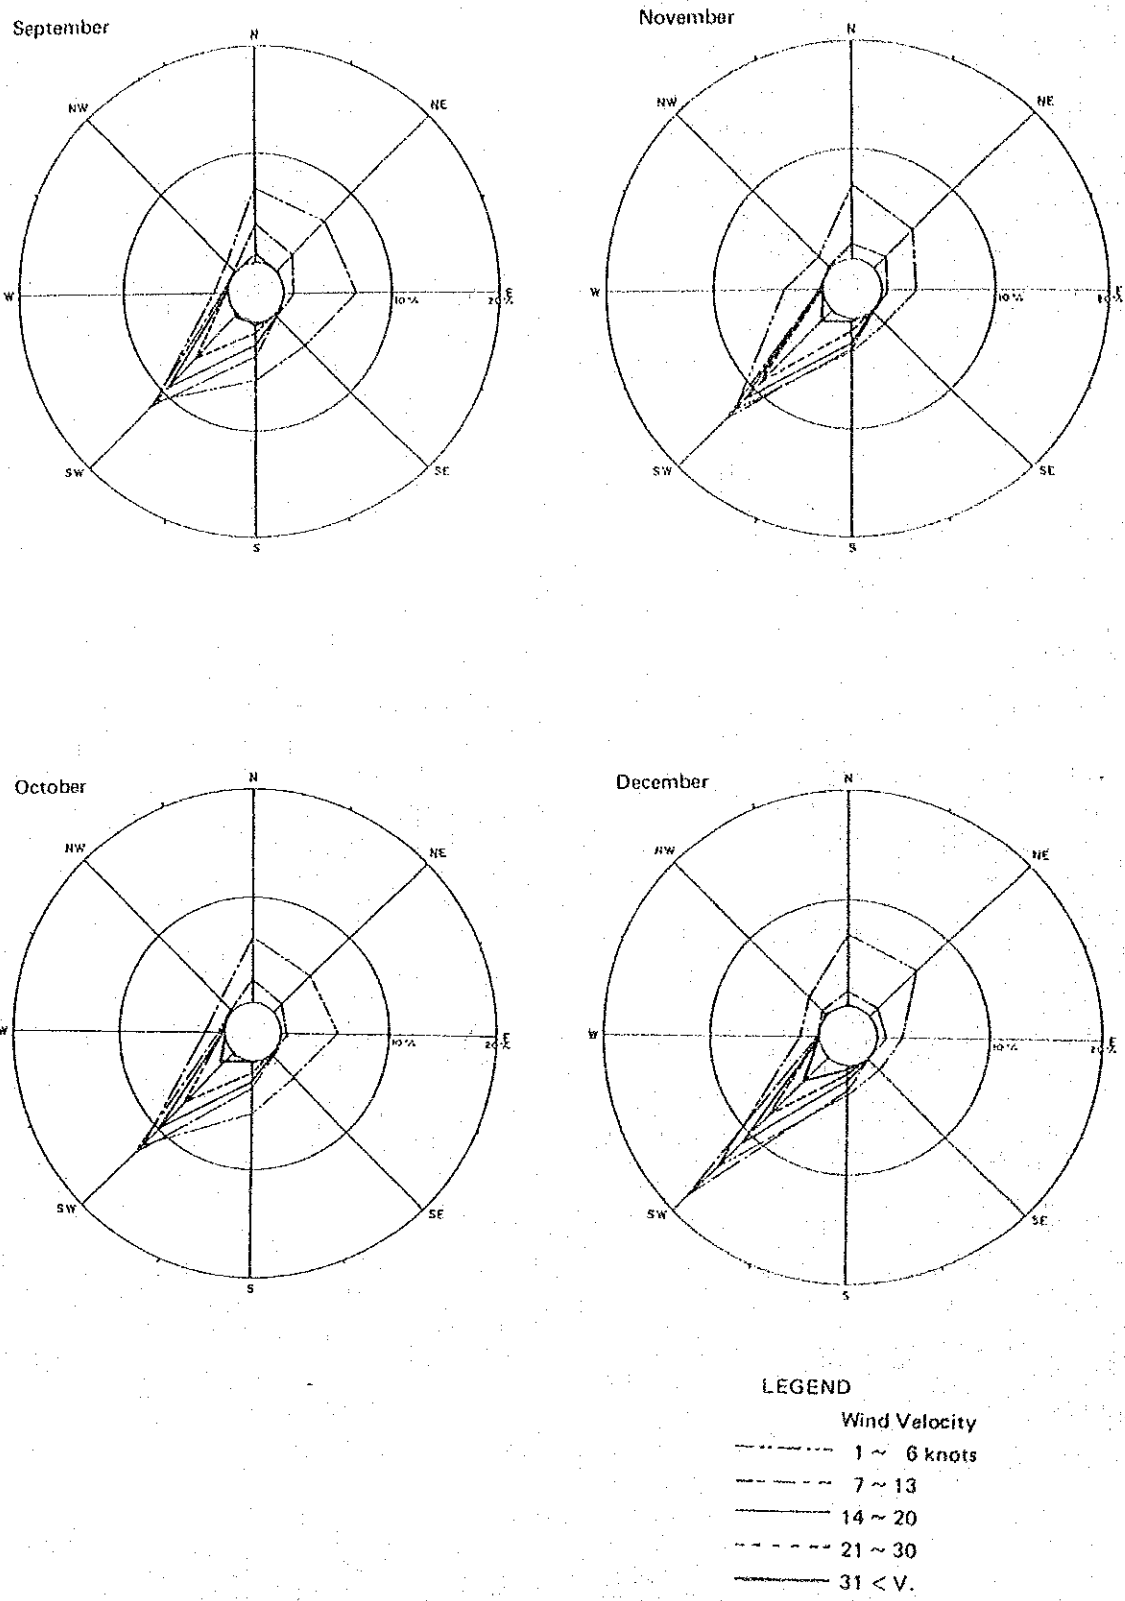 September
N
NW
NE
W
10%
E
20%
SW
SE
S
November
N
NW
NE
W
10%
E
20%
SW
SE
S
October
N
NW
NE
W
10%
E
20%
SW
SE
S
December
N
NW
NE
W
10%
E
20%
SW
SE
S
LEGEND
Wind Velocity
1 ~ 6 knots
7 ~ 13
14 ~ 20
21 ~ 30
31 < V.